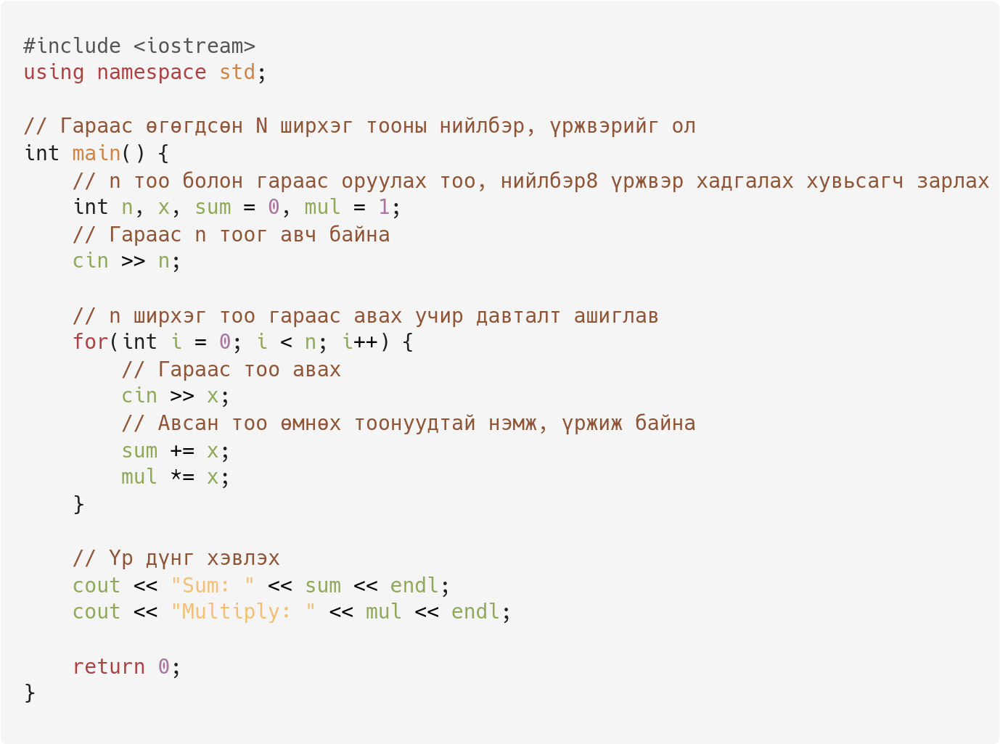 #include <iostream>
using namespace std;

// Гараас өгөгдсөн N ширхэг тооны нийлбэр, үржвэрийг ол
int main() {
    // n тоо болон гараас оруулах тоо, нийлбэр8 үржвэр хадгалах хувьсагч зарлах
    int n, x, sum = 0, mul = 1;
    // Гараас n тоог авч байна
    cin >> n;

    // n ширхэг тоо гараас авах учир давталт ашиглав
    for(int i = 0; i < n; i++) {
        // Гараас тоо авах
        cin >> x;
        // Авсан тоо өмнөх тоонуудтай нэмж, үржиж байна
        sum += x;
        mul *= x;
    }

    // Үр дүнг хэвлэх
    cout << "Sum: " << sum << endl;
    cout << "Multiply: " << mul << endl;

    return 0;
}